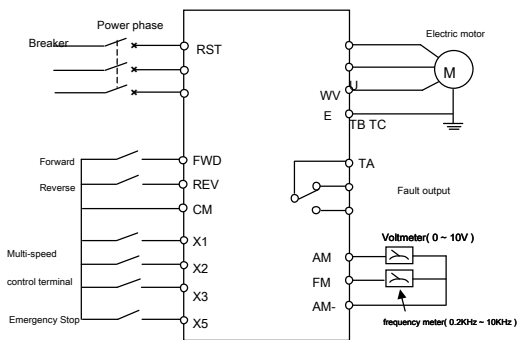 Power phase
Breaker
RST
Electric motor
M
U
WV
E
TB TC
Forward
FWD
TA
Reverse
REV
Fault output
CM
X1
Multi-speed
X2
control terminal
X3
Emergency Stop
X5
Voltmeter( 0 ~ 10V )
AM
FM
AM-
frequency meter( 0.2KHz ~ 10KHz )